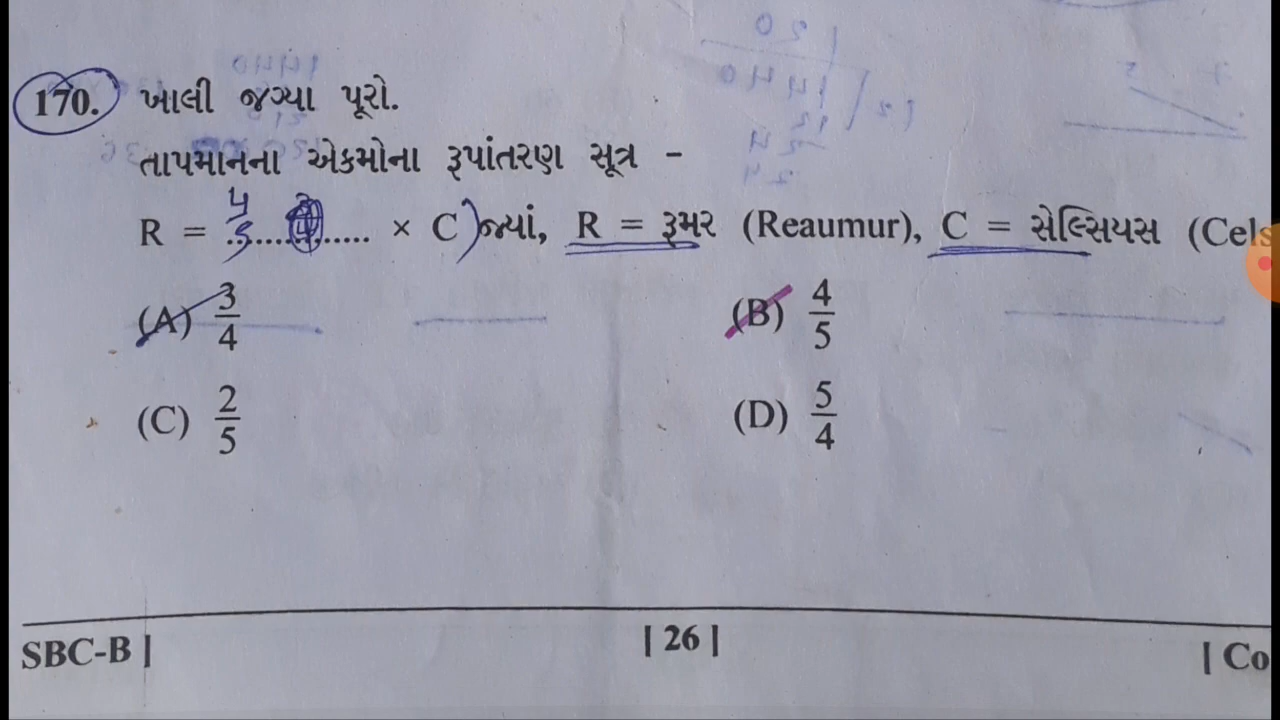 170. ખાલી જગ્યા પૂરો.
તાપમાનના એકમોના રૂપાંતરણ સૂત્ર -
4
R = 5 ............ × C) જ્યાં, R = રૂમર (Reaumur), C = સેલ્સિયસ (Cels
(A) 3/4 (B) 4/5
(C) 2/5 (D) 5/4
SBC-B | | 26 | | Co